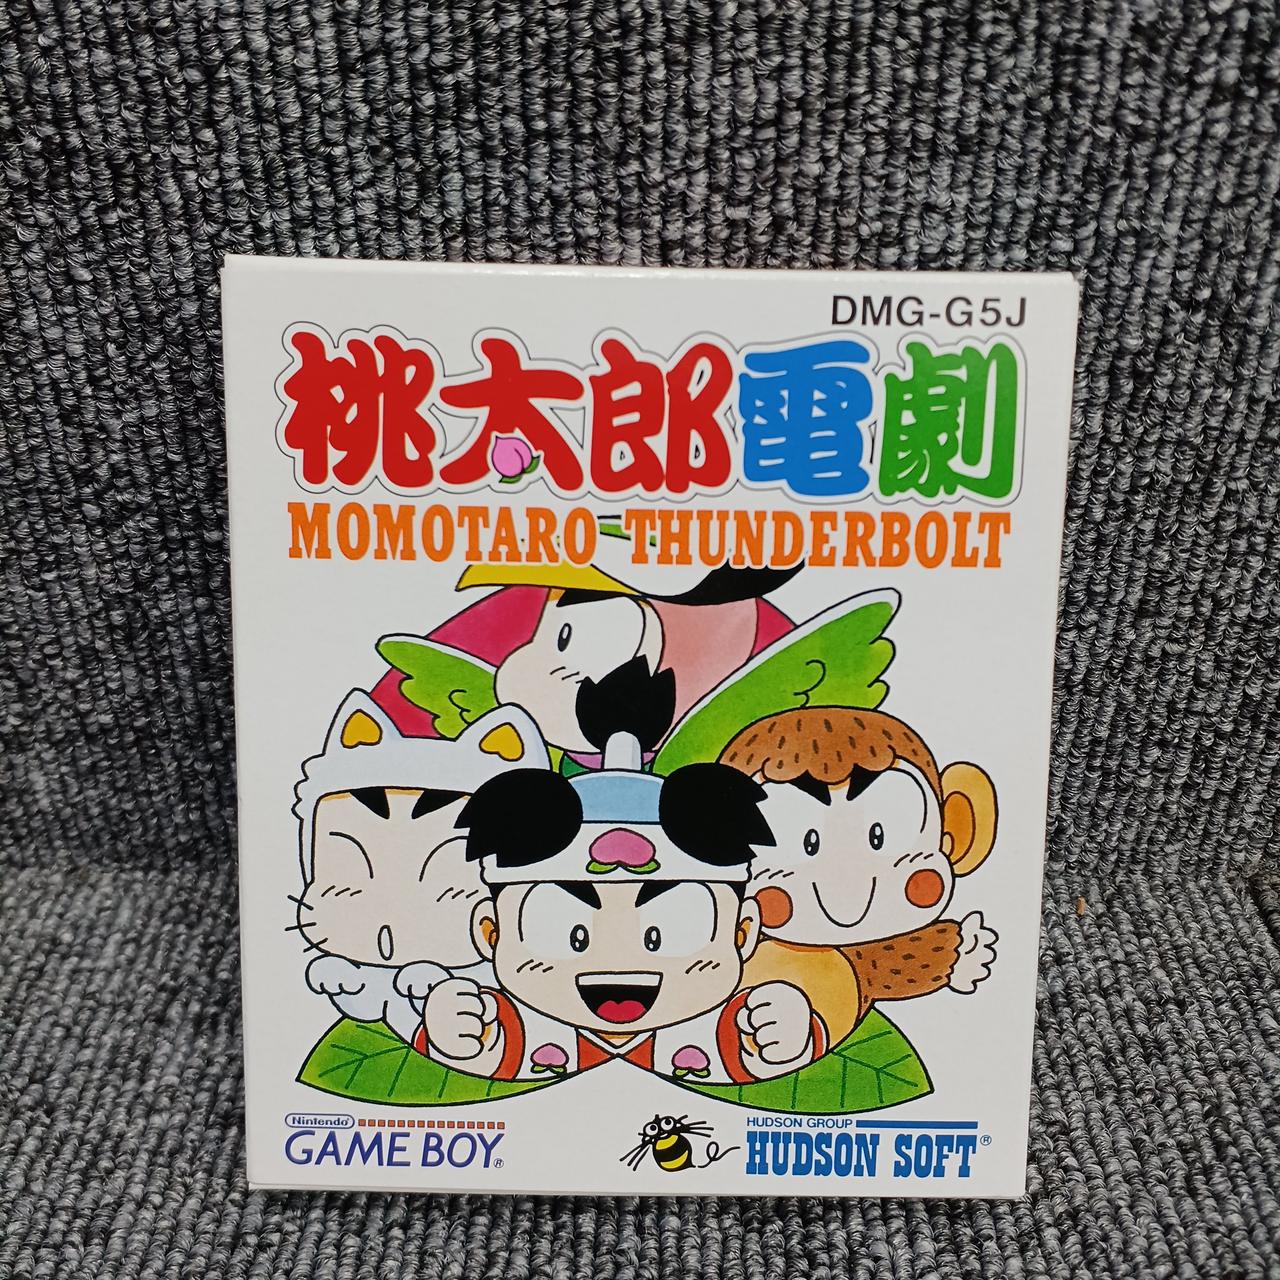 DMG-G5J
桃太郎電劇
MOMOTARO THUNDERBOLT
Nintendo
GAME BOY®
HUDSON GROUP
HUDSON SOFT®